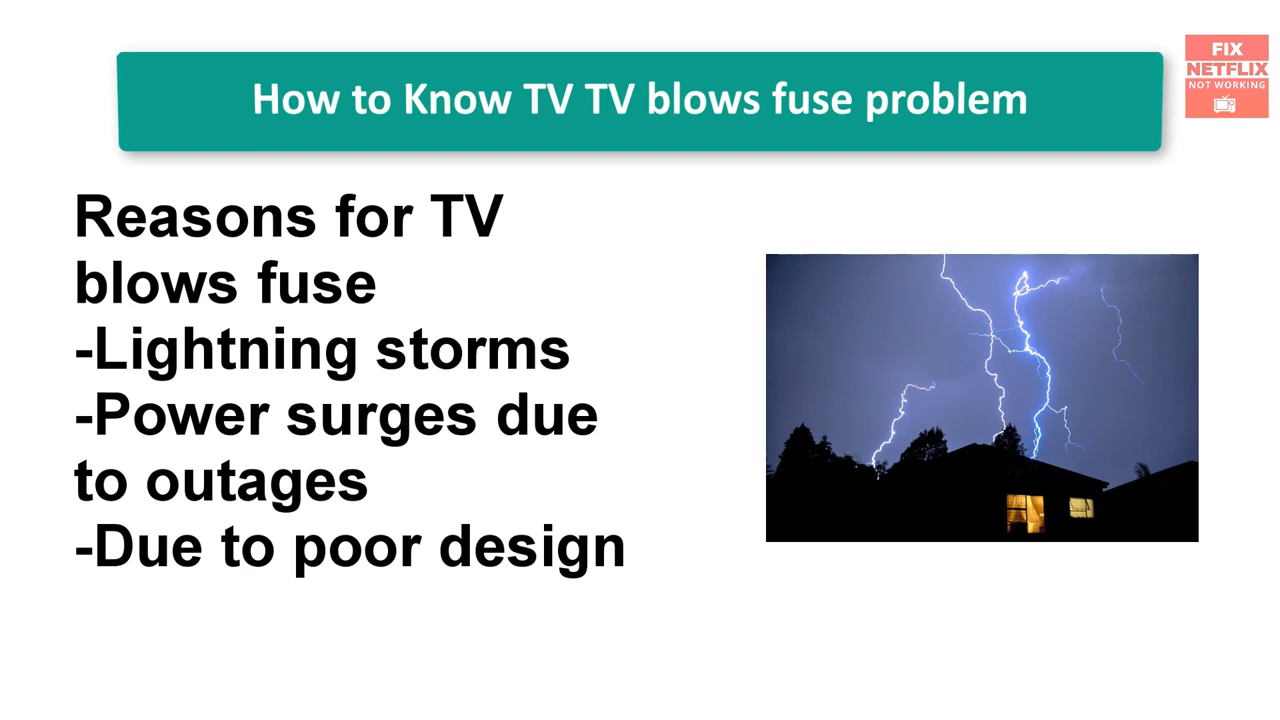 How to Know TV TV blows fuse problem
FIX
NETFLIX
NOT WORKING
Reasons for TV
blows fuse
-Lightning storms
-Power surges due
to outages
-Due to poor design